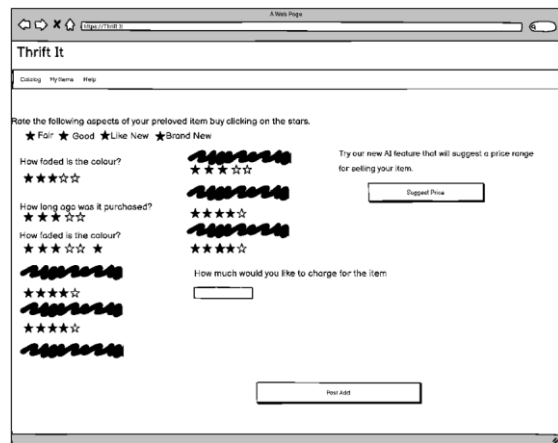 A Web Page
https://Thrift It
Thrift It
Catalog My Items Help
Rate the following aspects of your preloved item buy clicking on the stars.
★ Fair ★ Good ★Like New ★Brand New
How faded is the colour?
★★★☆☆
How long ago was it purchased?
★★★☆☆
How faded is the colour?
★★★☆☆ ★
★★★★☆
★★★★☆
★★★☆☆
★★★★☆
★★★★☆
How much would you like to charge for the item
Try our new AI feature that will suggest a price range
for selling your item.
Suggest Price
Post Add